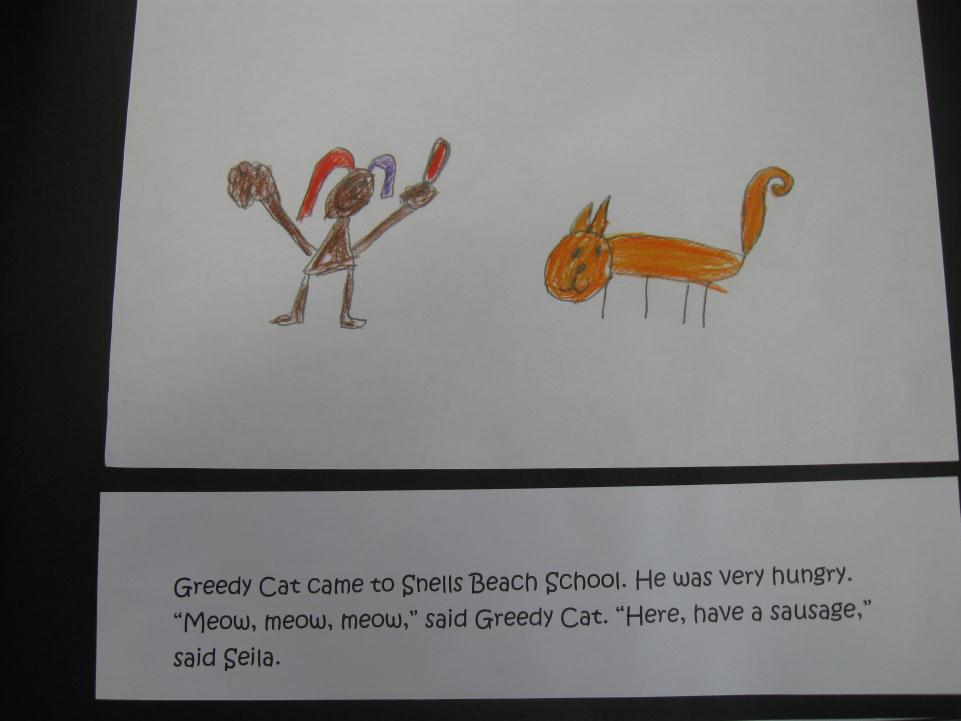 Greedy Cat came to Snells Beach School. He was very hungry.
“Meow, meow, meow,” said Greedy Cat. “Here, have a sausage,”
said Seila.